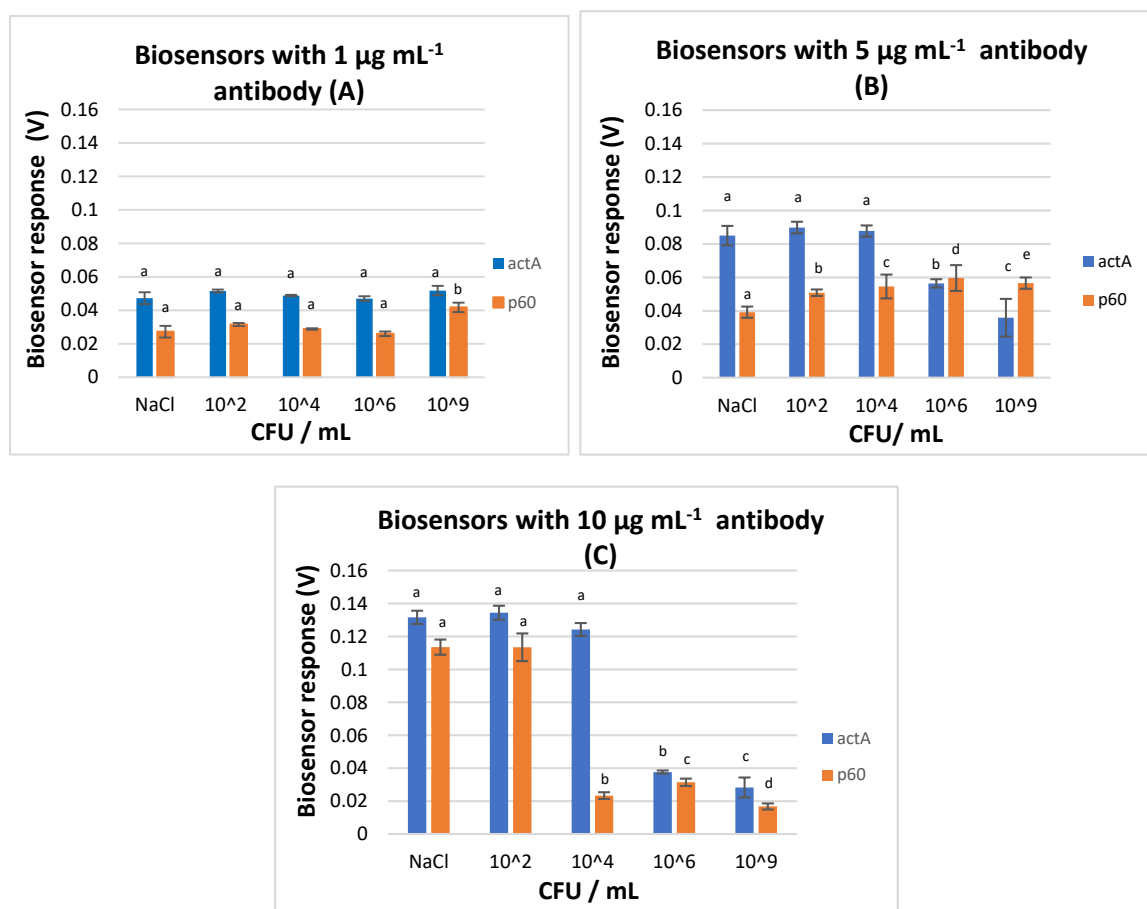 Biosensors with 1 µg mL⁻¹
antibody (A)
Biosensor response (V)
0.16
0.14
0.12
0.1
0.08
0.06
0.04
0.02
0
a a a a a
a a a a b
NaCl 10^2 10^4 10^6 10^9
CFU / mL
actA
p60
Biosensors with 5 µg mL⁻¹ antibody
(B)
Biosensor response (V)
0.16
0.14
0.12
0.1
0.08
0.06
0.04
0.02
0
a a a b c
a b c d e
NaCl 10^2 10^4 10^6 10^9
CFU/ mL
actA
p60
Biosensors with 10 µg mL⁻¹ antibody
(C)
Biosensor response (V)
0.16
0.14
0.12
0.1
0.08
0.06
0.04
0.02
0
a a a b c
a a b c d
NaCl 10^2 10^4 10^6 10^9
CFU / mL
actA
p60